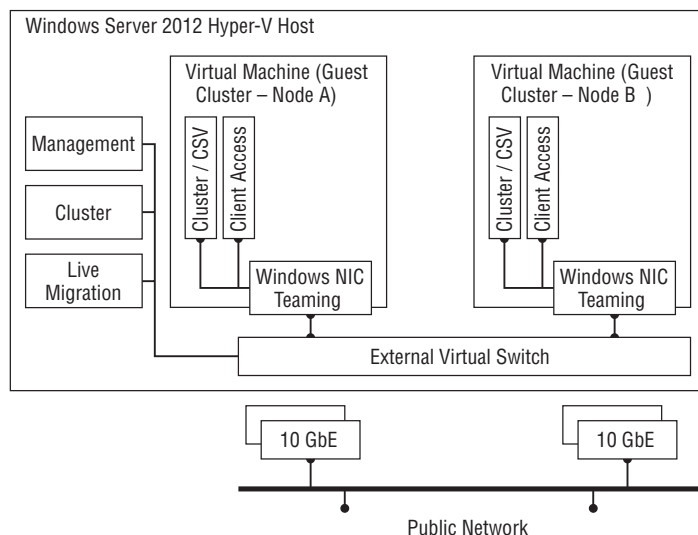 Windows Server 2012 Hyper-V Host
Virtual Machine (Guest
Cluster – Node A)
Virtual Machine (Guest
Cluster – Node B )
Management
Cluster
Live
Migration
Cluster / CSV
Client Access
Cluster / CSV
Client Access
Windows NIC
Teaming
Windows NIC
Teaming
External Virtual Switch
10 GbE
10 GbE
Public Network